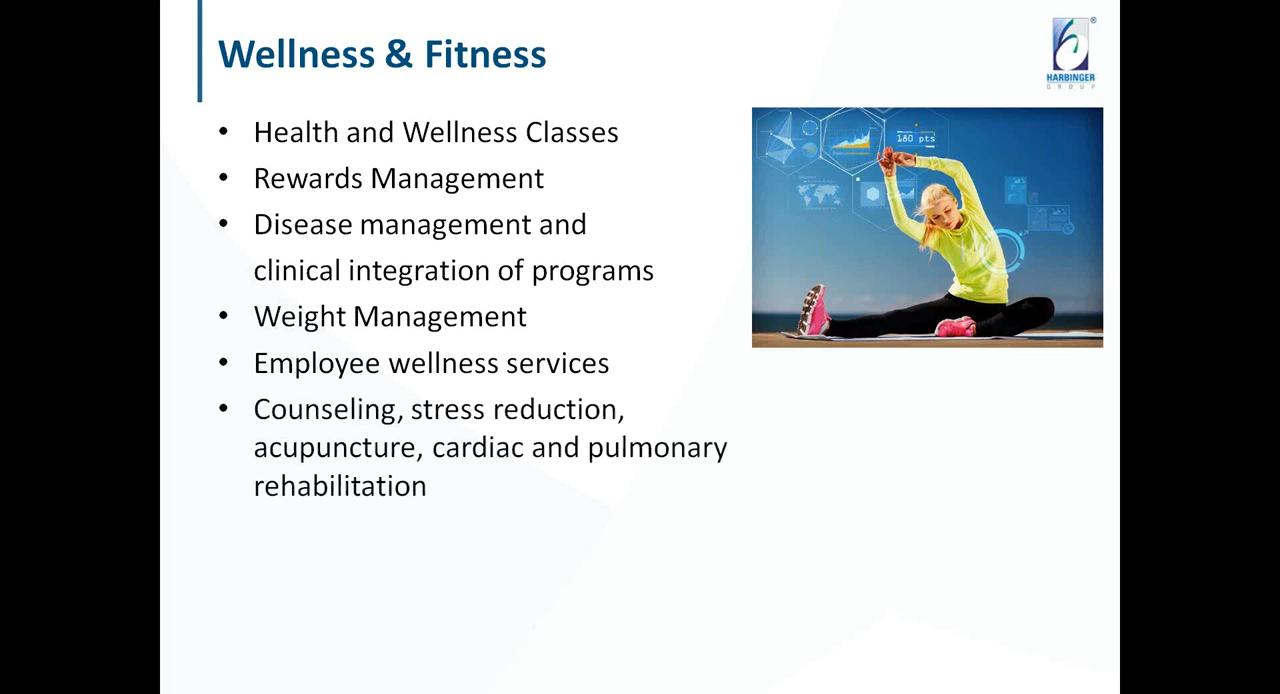 Wellness & Fitness
®
HARBINGER
GROUP
• Health and Wellness Classes
• Rewards Management
• Disease management and
clinical integration of programs
• Weight Management
• Employee wellness services
• Counseling, stress reduction,
acupuncture, cardiac and pulmonary
rehabilitation
180 pts